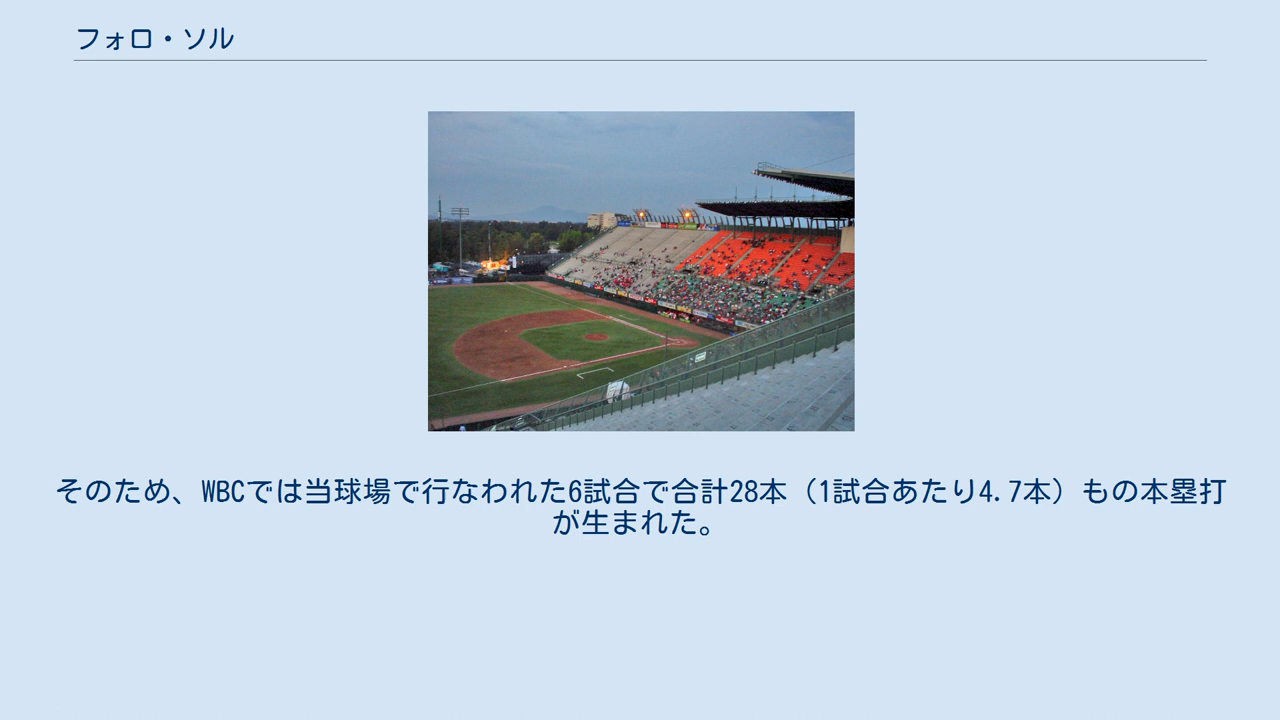 フォロ・ソル
そのため、WBCでは当球場で行なわれた6試合で合計28本（1試合あたり4.7本）もの本塁打
が生まれた。